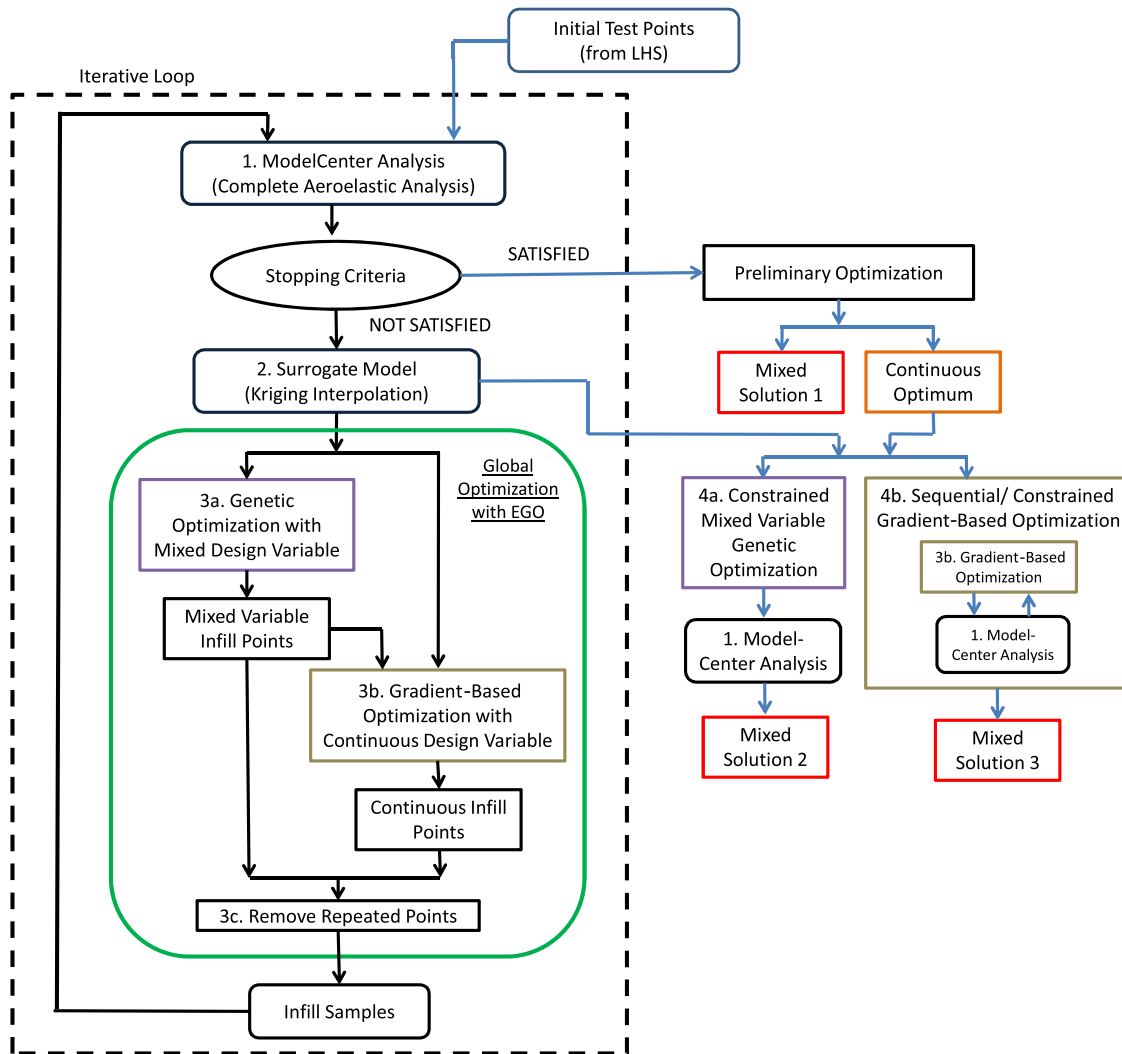 Initial Test Points
(from LHS)
Iterative Loop
1. ModelCenter Analysis
(Complete Aeroelastic Analysis)
Stopping Criteria
SATISFIED
Preliminary Optimization
NOT SATISFIED
2. Surrogate Model
(Kriging Interpolation)
Mixed
Solution 1
Continuous
Optimum
Global
Optimization
with EGO
3a. Genetic
Optimization with
Mixed Design Variable
Mixed Variable
Infill Points
3b. Gradient-Based
Optimization with
Continuous Design Variable
Continuous Infill
Points
3c. Remove Repeated Points
Infill Samples
4a. Constrained
Mixed Variable
Genetic
Optimization
1. Model-
Center Analysis
Mixed
Solution 2
4b. Sequential/ Constrained
Gradient-Based Optimization
3b. Gradient-Based
Optimization
1. Model-
Center Analysis
Mixed
Solution 3